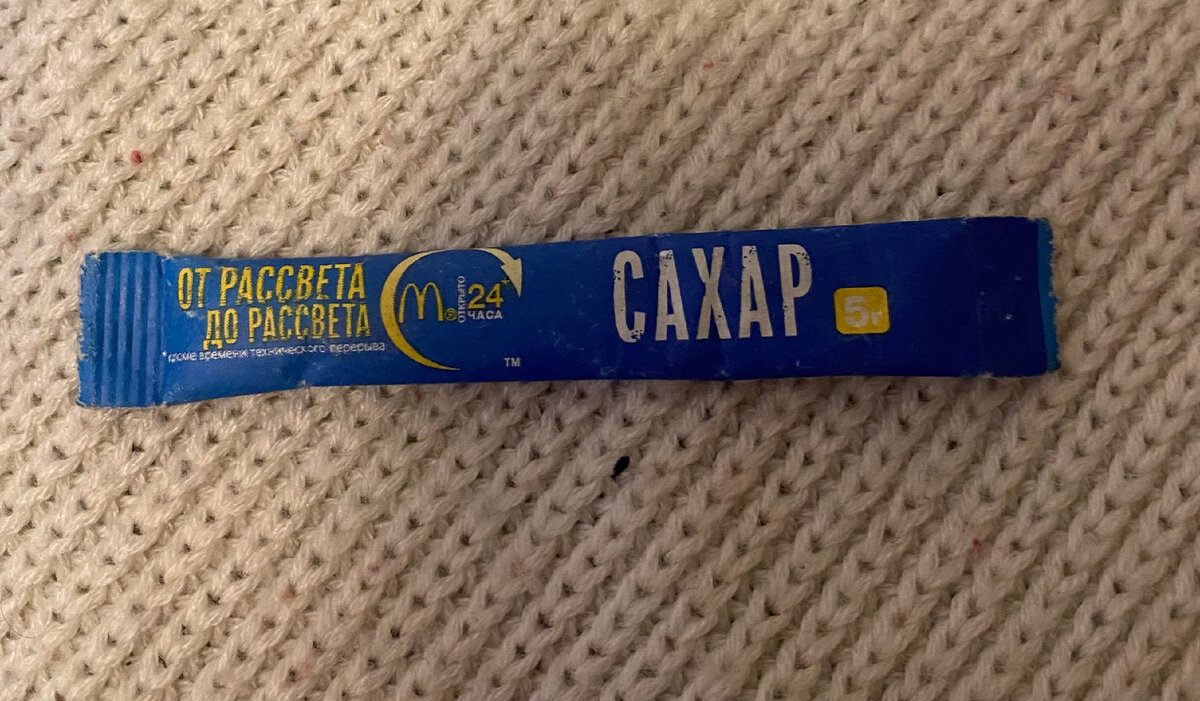 ОТ РАССВЕТА
ДО РАССВЕТА
кроме времени технического перерыва
M®
ОТКРЫТО
24*
ЧАСА
TM
САХАР
5г